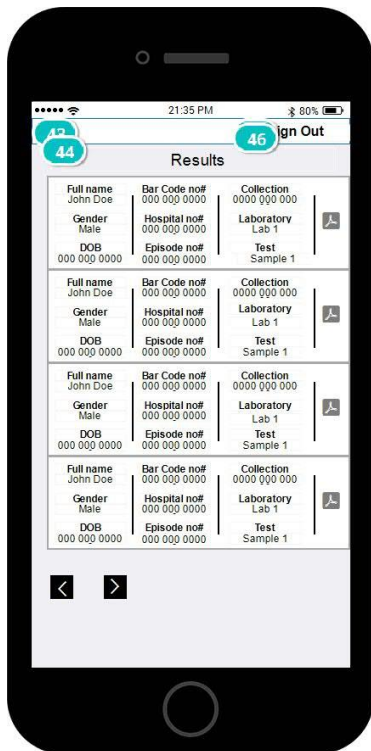 21:35 PM 80%
43 46 ign Out
44
Results
Full name Bar Code no# Collection
John Doe 000 000 0000 0000 000 000
Gender Hospital no# Laboratory
Male 000 000 0000 Lab 1
DOB Episode no# Test
000 000 0000 000 000 0000 Sample 1
Full name Bar Code no# Collection
John Doe 000 000 0000 0000 000 000
Gender Hospital no# Laboratory
Male 000 000 0000 Lab 1
DOB Episode no# Test
000 000 0000 000 000 0000 Sample 1
Full name Bar Code no# Collection
John Doe 000 000 0000 0000 000 000
Gender Hospital no# Laboratory
Male 000 000 0000 Lab 1
DOB Episode no# Test
000 000 0000 000 000 0000 Sample 1
Full name Bar Code no# Collection
John Doe 000 000 0000 0000 000 000
Gender Hospital no# Laboratory
Male 000 000 0000 Lab 1
DOB Episode no# Test
000 000 0000 000 000 0000 Sample 1